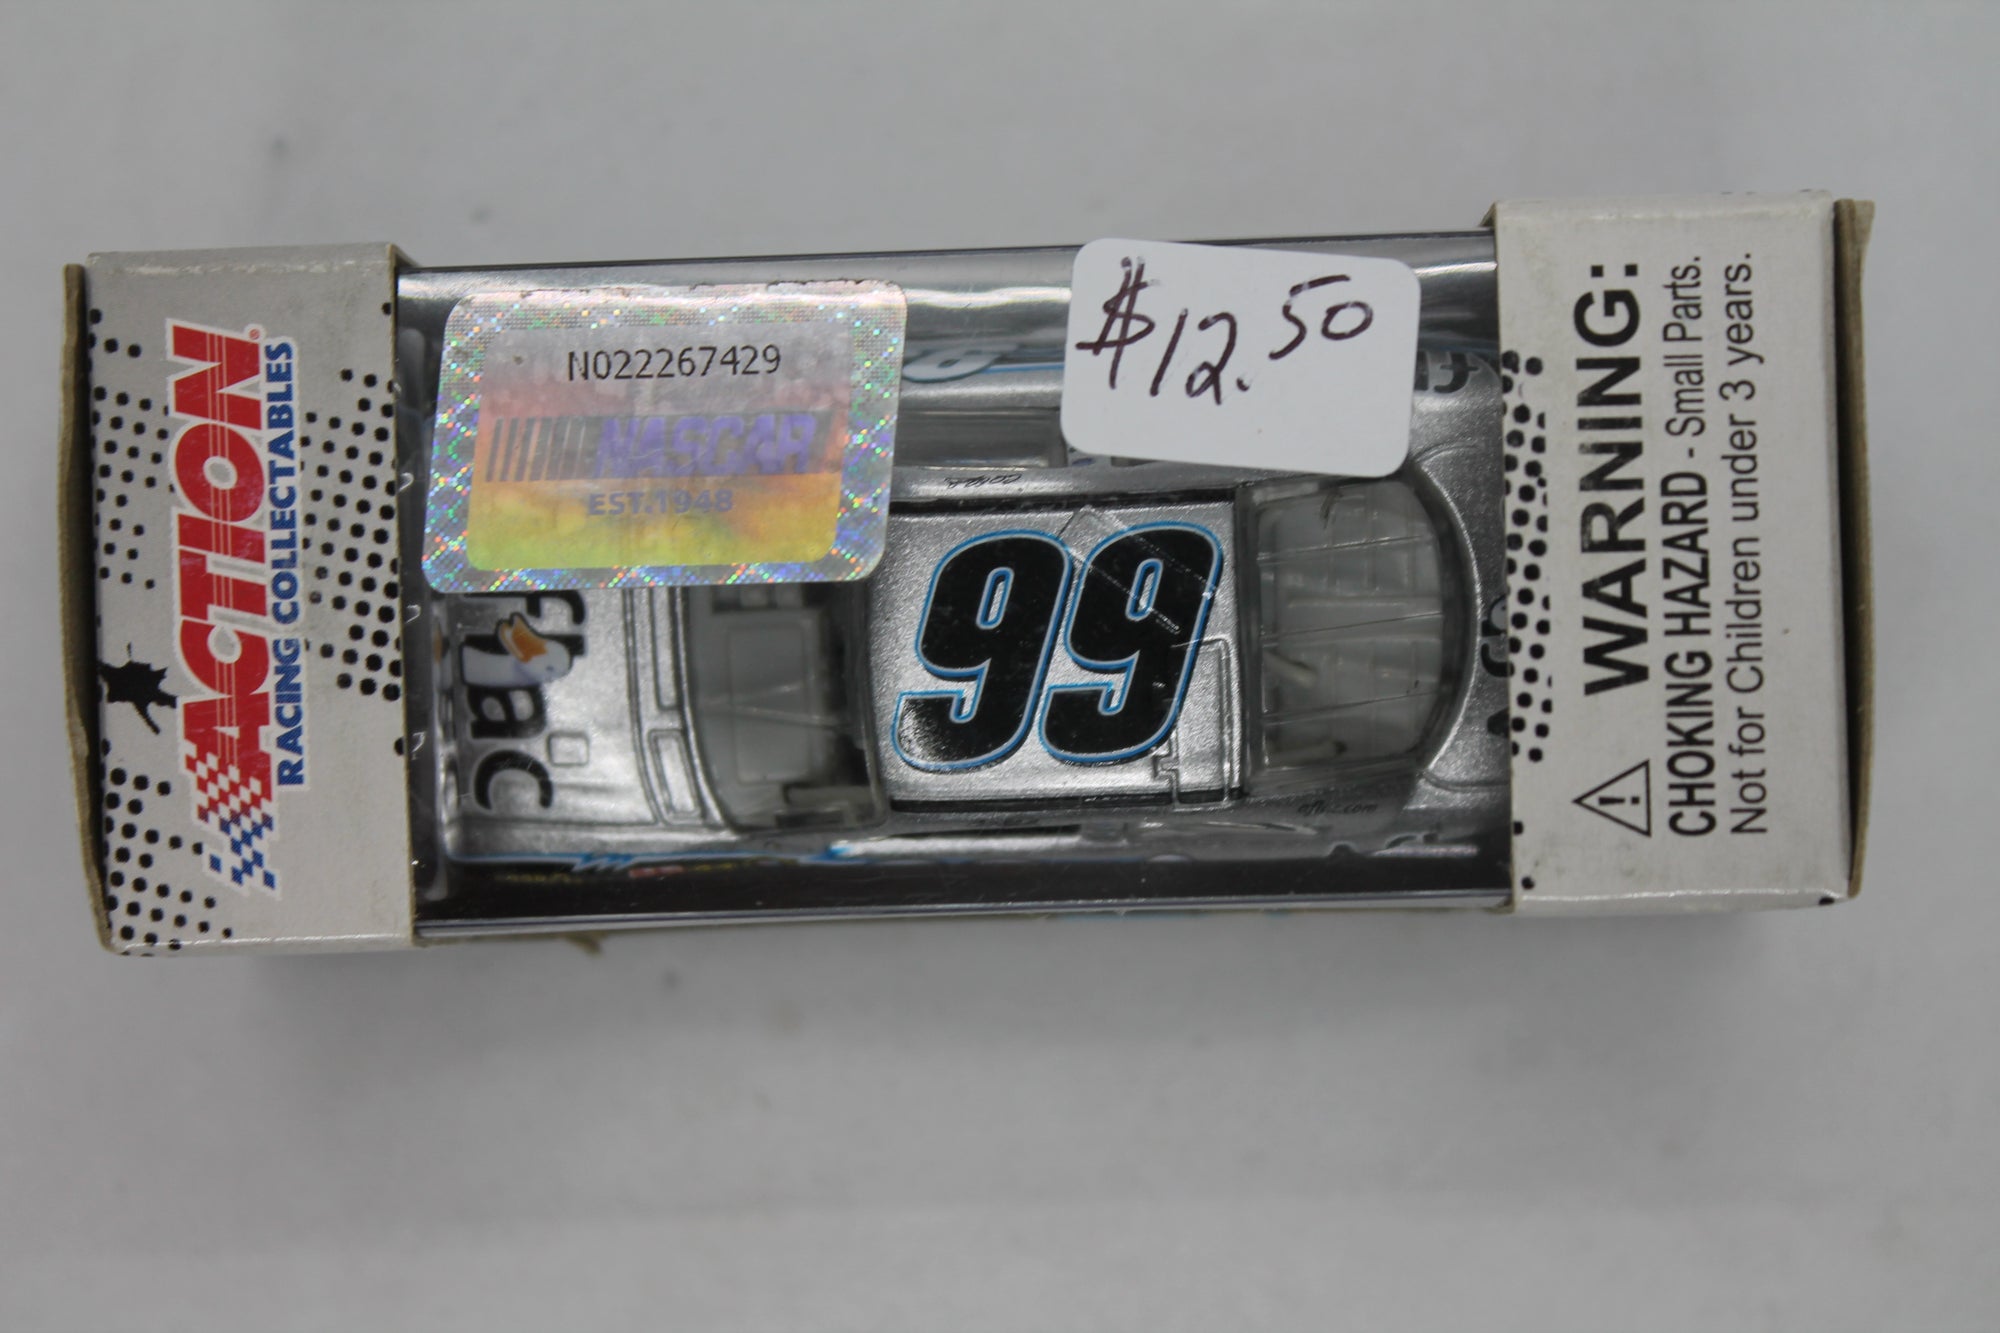 ACTION®
RACING COLLECTABLES
N022267429
NASCAR
EST.1948
$12.50
99
WARNING:
CHOKING HAZARD - Small Parts.
Not for Children under 3 years.